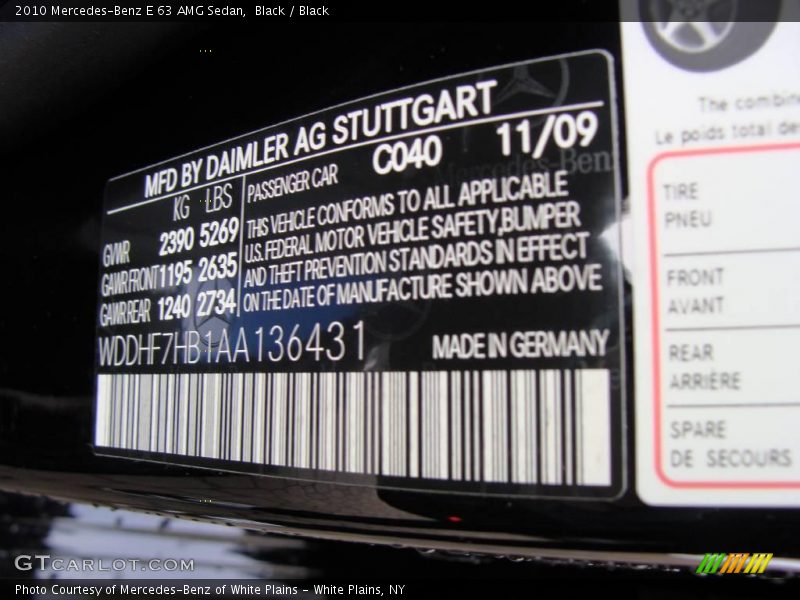 2010 Mercedes-Benz E 63 AMG Sedan, Black / Black
MFD BY DAIMLER AG STUTTGART
KG LBS
GVWR 2390 5269
GAWR FRONT 1195 2635
GAWR REAR 1240 2734
PASSENGER CAR C040 11/09
THIS VEHICLE CONFORMS TO ALL APPLICABLE
U.S. FEDERAL MOTOR VEHICLE SAFETY, BUMPER
AND THEFT PREVENTION STANDARDS IN EFFECT
ON THE DATE OF MANUFACTURE SHOWN ABOVE
WDDHF7HB1AA136431 MADE IN GERMANY
The combine
Le poids total de
TIRE
PNEU
FRONT
AVANT
REAR
ARRIÈRE
SPARE
DE SECOURS
GTCARLOT.COM
Photo Courtesy of Mercedes-Benz of White Plains - White Plains, NY